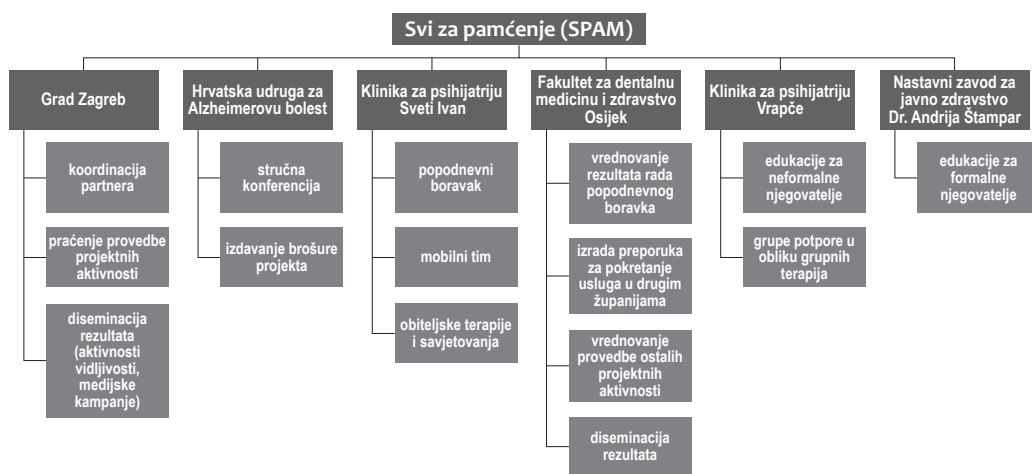 Svi za pamćenje (SPAM)
Grad Zagreb
koordinacija
partnera
praćenje provedbe
projektnih
aktivnosti
diseminacija
rezultata
(aktivnosti
vidljivosti,
medijske
kampanje)
Hrvatska udruga za
Alzheimerovu bolest
stručna
konferencija
izdavanje brošure
projekta
Klinika za psihijatriju
Sveti Ivan
popodnevni
boravak
mobilni tim
obiteljske terapije
i savjetovanja
Fakultet za dentalnu
medicinu i zdravstvo
Osijek
vrednovanje
rezultata rada
popodnevnog
boravka
izrada preporuka
za pokretanje
usluga u drugim
županijama
vrednovanje
provedbe ostalih
projektnih
aktivnosti
diseminacija
rezultata
Klinika za psihijatriju
Vrapče
edukacije za
neformalne
njegovatelje
grupe potpore u
obliku grupnih
terapija
Nastavni zavod za
javno zdravstvo
Dr. Andrija Štampar
edukacije za
formalne
njegovatelje